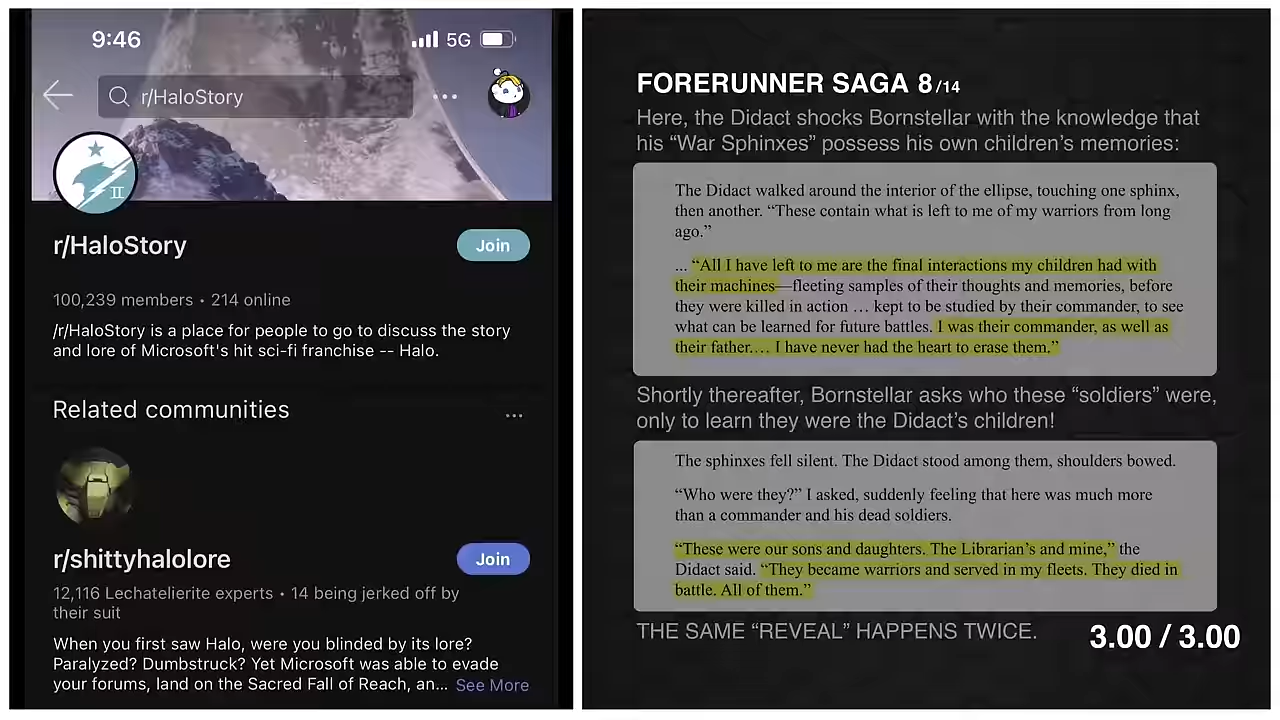 9:46
5G
r/HaloStory
II
r/HaloStory
Join
100,239 members • 214 online
/r/HaloStory is a place for people to go to discuss the story
and lore of Microsoft's hit sci-fi franchise -- Halo.
Related communities
r/shittyhalolore
Join
12,116 Lechatelierite experts • 14 being jerked off by
their suit
When you first saw Halo, were you blinded by its lore?
Paralyzed? Dumbstruck? Yet Microsoft was able to evade
your forums, land on the Sacred Fall of Reach, an... See More
FORERUNNER SAGA 8/14
Here, the Didact shocks Bornstellar with the knowledge that
his “War Sphinxes” possess his own children’s memories:
The Didact walked around the interior of the ellipse, touching one sphinx,
then another. “These contain what is left to me of my warriors from long
ago.”
... “All I have left to me are the final interactions my children had with
their machines—fleeting samples of their thoughts and memories, before
they were killed in action … kept to be studied by their commander, to see
what can be learned for future battles. I was their commander, as well as
their father.… I have never had the heart to erase them.”
Shortly thereafter, Bornstellar asks who these “soldiers” were,
only to learn they were the Didact’s children!
The sphinxes fell silent. The Didact stood among them, shoulders bowed.
“Who were they?” I asked, suddenly feeling that here was much more
than a commander and his dead soldiers.
“These were our sons and daughters. The Librarian’s and mine,” the
Didact said. “They became warriors and served in my fleets. They died in
battle. All of them.”
THE SAME “REVEAL” HAPPENS TWICE.
3.00 / 3.00